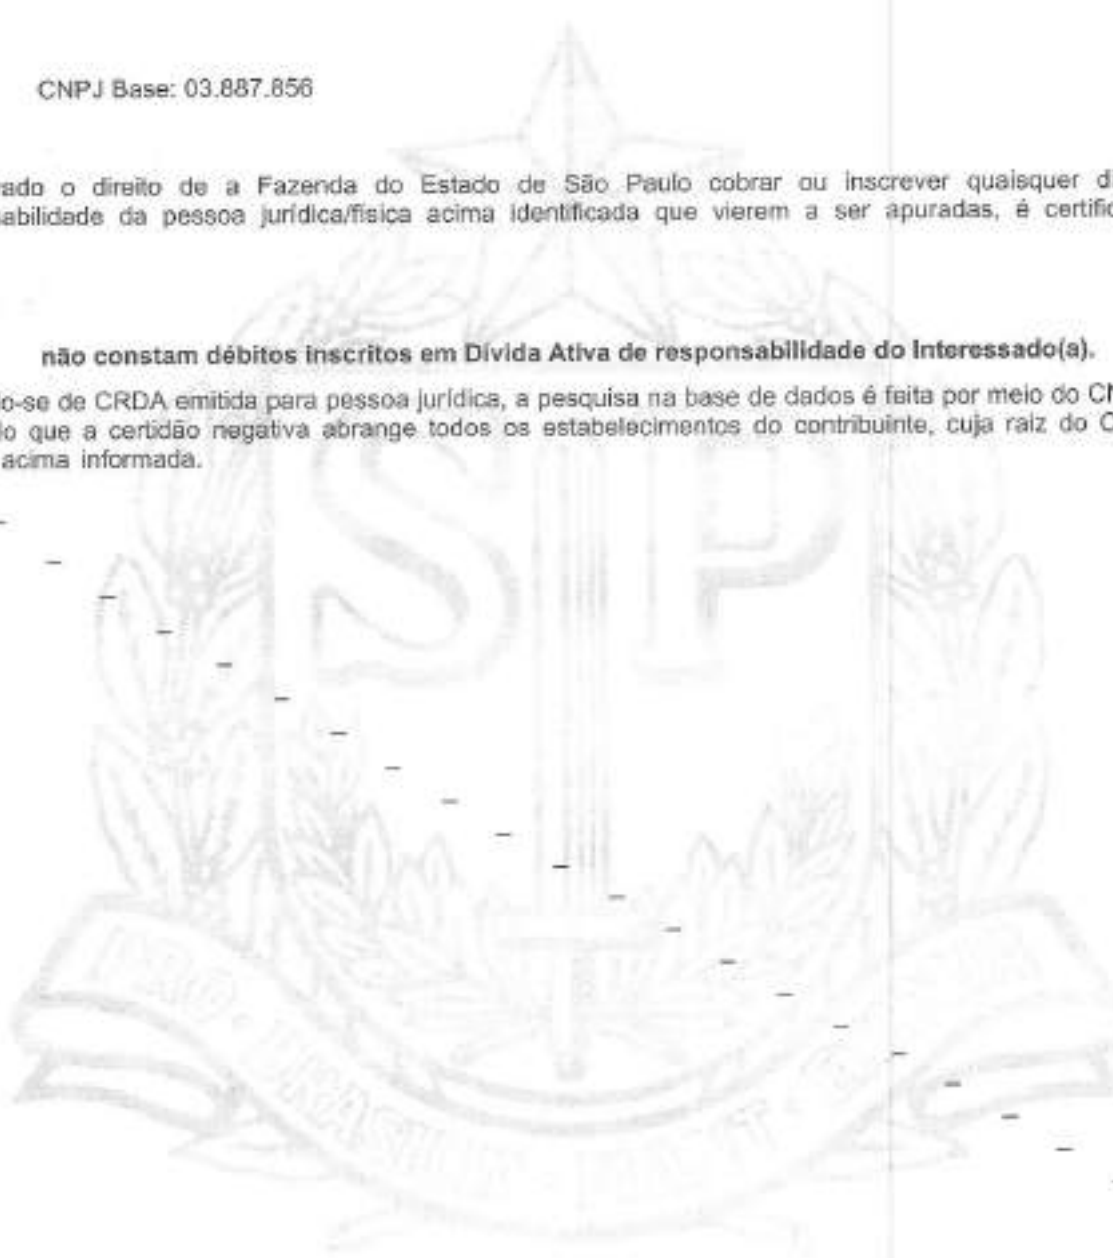 CNPJ Base: 03.887.856
ado o direito de a Fazenda do Estado de São Paulo cobrar ou inscrever quaisquer d
abilidade da pessoa jurídica/física acima identificada que vierem a ser apuradas, é certific
não constam débitos inscritos em Dívida Ativa de responsabilidade do Interessado(a).
o-se de CRDA emitida para pessoa jurídica, a pesquisa na base de dados é feita por meio do CN
o que a certidão negativa abrange todos os estabelecimentos do contribuinte, cuja raiz do C
acima informada.
SP